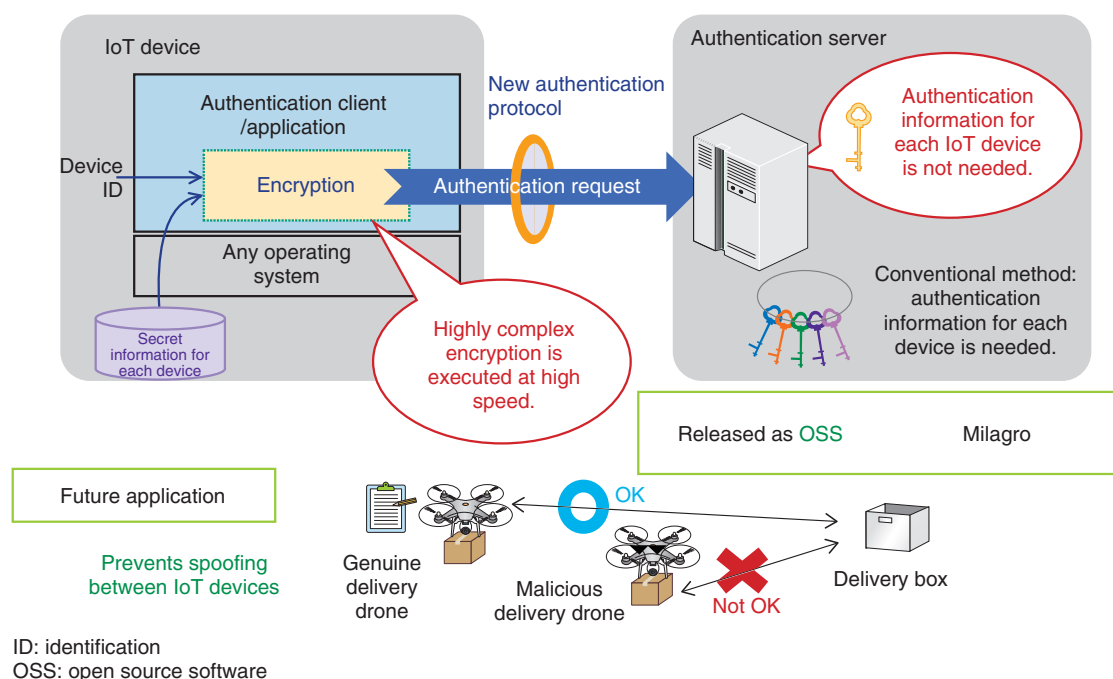 IoT device
Authentication client
/application
Device
ID
Encryption
Any operating
system
Secret
information for
each device
New authentication
protocol
Authentication request
Highly complex
encryption is
executed at high
speed.
Authentication server
Authentication
information for
each IoT device
is not needed.
Conventional method:
authentication
information for each
device is needed.
Released as OSS
Milagro
Future application
Prevents spoofing
between IoT devices
Genuine
delivery
drone
OK
Malicious
delivery drone
Not OK
Delivery box
ID: identification
OSS: open source software